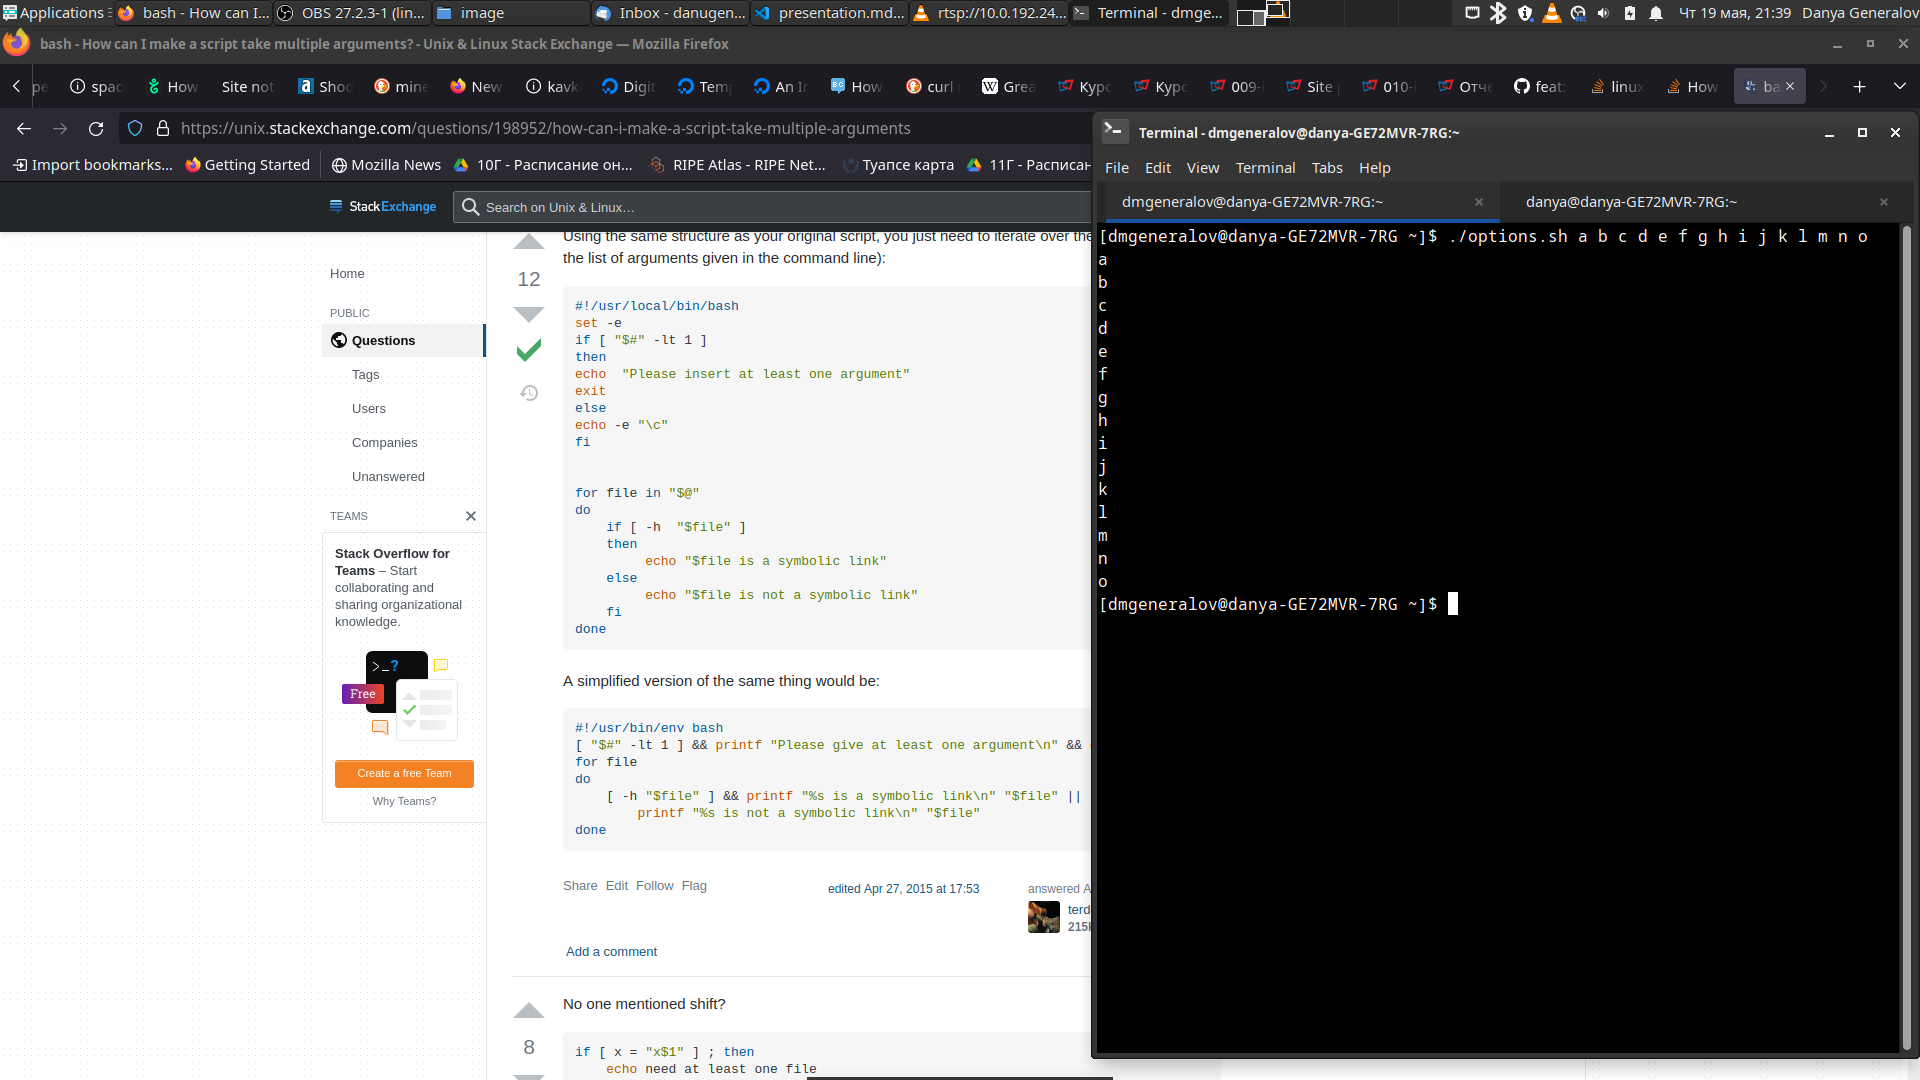 Applications
bash - How can I...
OBS 27.2.3-1 (lin...
image
Inbox - danugen...
presentation.md...
rtsp://10.0.192.24...
Terminal - dmge...
Чт 19 мая, 21:39
Danya Generalov
bash - How can I make a script take multiple arguments? - Unix & Linux Stack Exchange — Mozilla Firefox
spac
How
Site not
Shod
mine
New
kavk
Digit
Temp
An I
How
curl
Grea
Курс
Курс
009-
Site
010-
Отч
feat:
linux
How
ba
https://unix.stackexchange.com/questions/198952/how-can-i-make-a-script-take-multiple-arguments
Import bookmarks...
Getting Started
Mozilla News
10Г - Расписание он...
RIPE Atlas - RIPE Net...
Туапсе карта
11Г - Расписан
StackExchange
Search on Unix & Linux…
Home
PUBLIC
Questions
Tags
Users
Companies
Unanswered
TEAMS
Stack Overflow for
Teams – Start
collaborating and
sharing organizational
knowledge.
>_?
Free
Create a free Team
Why Teams?
Using the same structure as your original script, you just need to iterate over the
the list of arguments given in the command line):
12
#!/usr/local/bin/bash
set -e
if [ "$#" -lt 1 ]
then
echo  "Please insert at least one argument"
exit
else
echo -e "\c"
fi
for file in "$@"
do
    if [ -h  "$file" ]
    then
         echo "$file is a symbolic link"
    else
         echo "$file is not a symbolic link"
    fi
done
A simplified version of the same thing would be:
#!/usr/bin/env bash
[ "$#" -lt 1 ] && printf "Please give at least one argument\n" &&
for file
do
    [ -h "$file" ] && printf "%s is a symbolic link\n" "$file" ||
        printf "%s is not a symbolic link\n" "$file"
done
Share Edit Follow Flag
edited Apr 27, 2015 at 17:53
answered A
terd
215k
Add a comment
No one mentioned shift?
8
if [ x = "x$1" ] ; then
    echo need at least one file
Terminal - dmgeneralov@danya-GE72MVR-7RG:~
File Edit View Terminal Tabs Help
dmgeneralov@danya-GE72MVR-7RG:~
danya@danya-GE72MVR-7RG:~
[dmgeneralov@danya-GE72MVR-7RG ~]$ ./options.sh a b c d e f g h i j k l m n o
a
b
c
d
e
f
g
h
i
j
k
l
m
n
o
[dmgeneralov@danya-GE72MVR-7RG ~]$